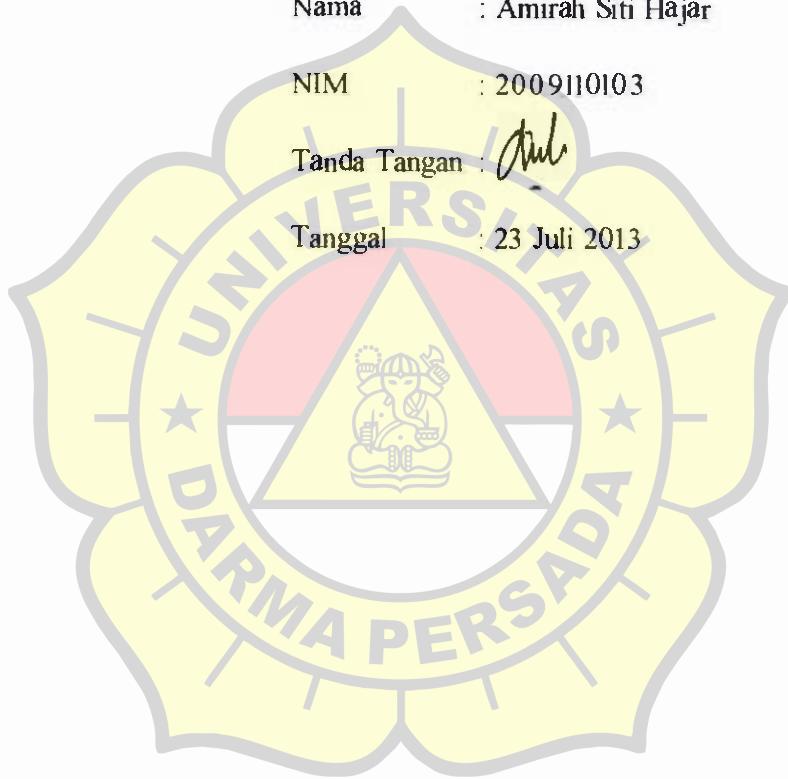 Nama : Amirah Siti Hajar
NIM : 2009110103
Tanda Tangan :
Tanggal : 23 Juli 2013
UNIVERSITAS
DARMA PERSADA